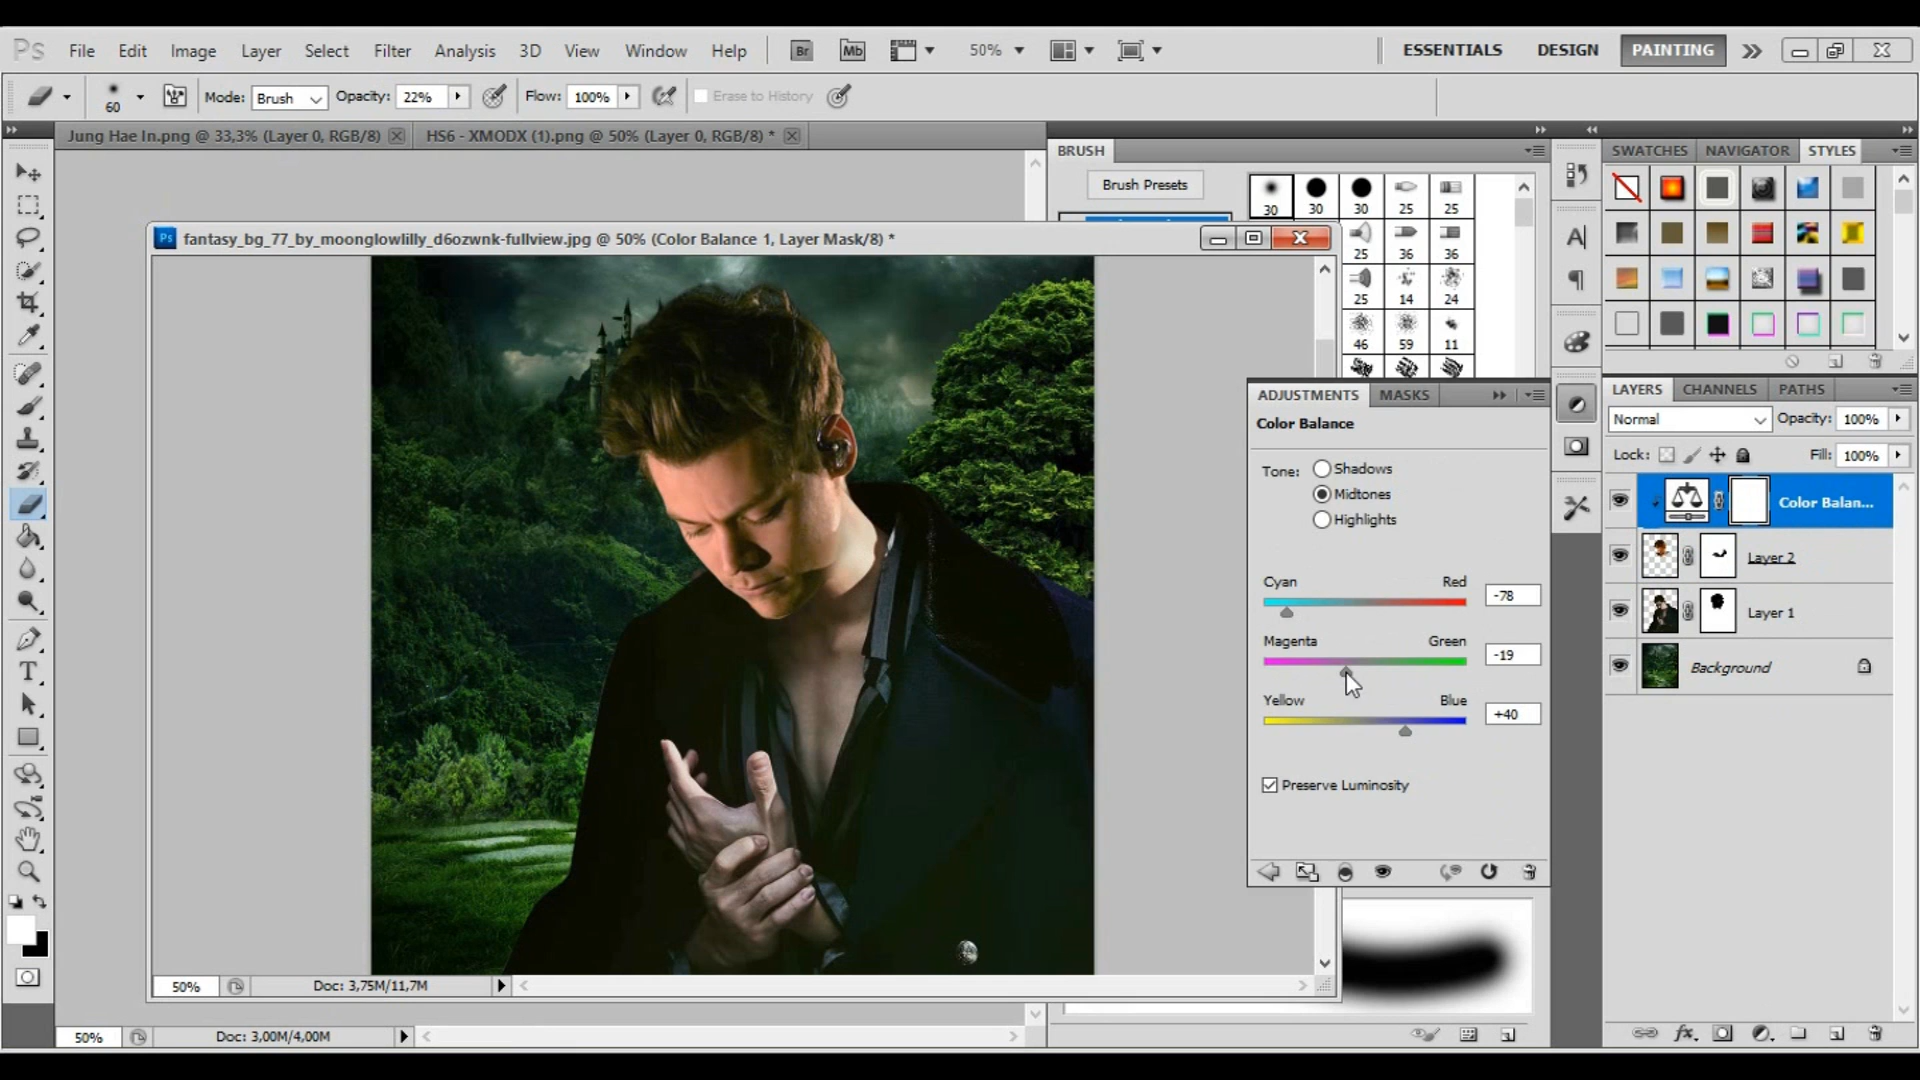 Ps File Edit Image Layer Select Filter Analysis 3D View Window Help Br Mb 50% ESSENTIALS DESIGN PAINTING
60 Mode: Brush Opacity: 22% Flow: 100% Erase to History
Jung Hae In.png @ 33,3% (Layer 0, RGB/8) HS6 - XMODX (1).png @ 50% (Layer 0, RGB/8) *
BRUSH
Brush Presets
30 30 30 25 25
25 36 36
25 14 24
46 59 11
SWATCHES NAVIGATOR STYLES
Ps fantasy_bg_77_by_moonglowlilly_d6ozwnk-fullview.jpg @ 50% (Color Balance 1, Layer Mask/8) *
ADJUSTMENTS MASKS
Color Balance
Tone: Shadows
Midtones
Highlights
Cyan Red -78
Magenta Green -19
Yellow Blue +40
Preserve Luminosity
LAYERS CHANNELS PATHS
Normal Opacity: 100%
Lock: Fill: 100%
Color Balan...
Layer 2
Layer 1
Background
50% Doc: 3,75M/11,7M
50% Doc: 3,00M/4,00M